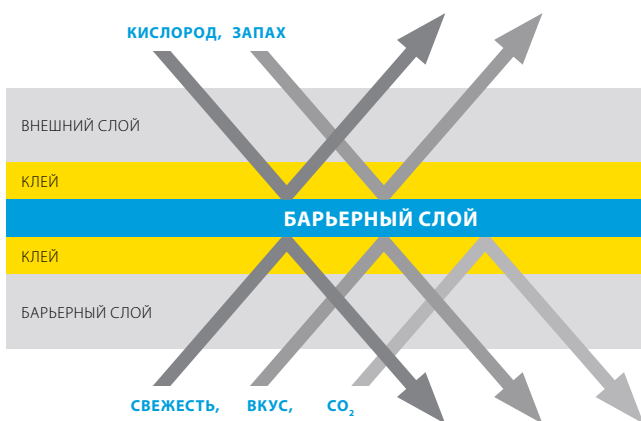 КИСЛОРОД, ЗАПАХ
ВНЕШНИЙ СЛОЙ
КЛЕЙ
БАРЬЕРНЫЙ СЛОЙ
КЛЕЙ
БАРЬЕРНЫЙ СЛОЙ
СВЕЖЕСТЬ, ВКУС, CO₂